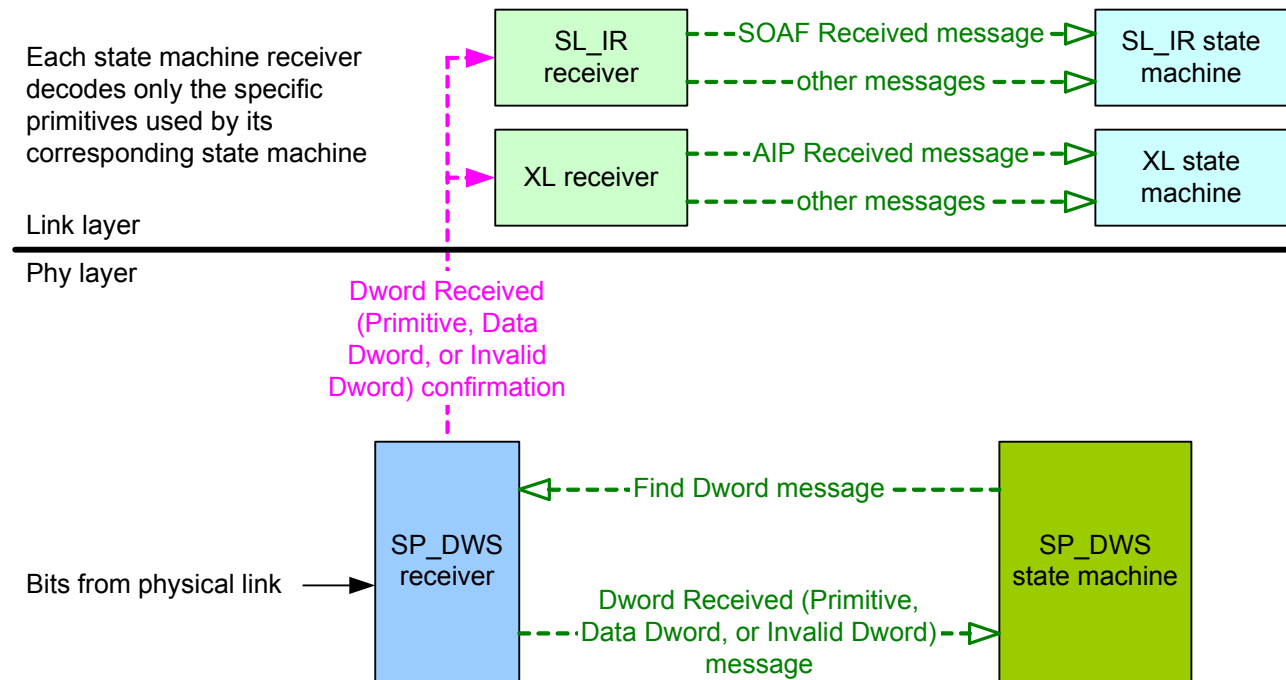 Each state machine receiver
decodes only the specific
primitives used by its
corresponding state machine
SL_IR
receiver
SOAF Received message
other messages
SL_IR state
machine
XL receiver
AIP Received message
other messages
XL state
machine
Link layer
Phy layer
Dword Received
(Primitive, Data
Dword, or Invalid
Dword) confirmation
Bits from physical link
SP_DWS
receiver
Find Dword message
Dword Received (Primitive,
Data Dword, or Invalid Dword)
message
SP_DWS
state machine